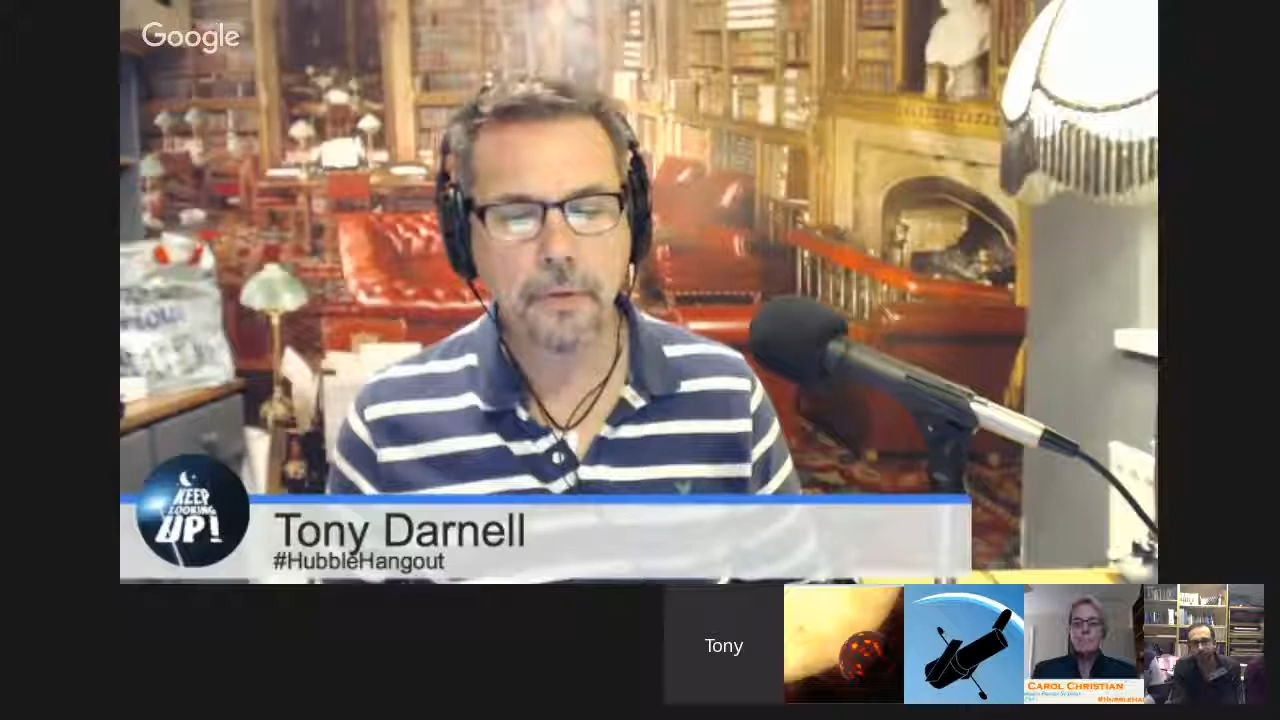 Google
KEEP
LOOKING
UP!
Tony Darnell
#HubbleHangout
Tony
CAROL CHRISTIAN